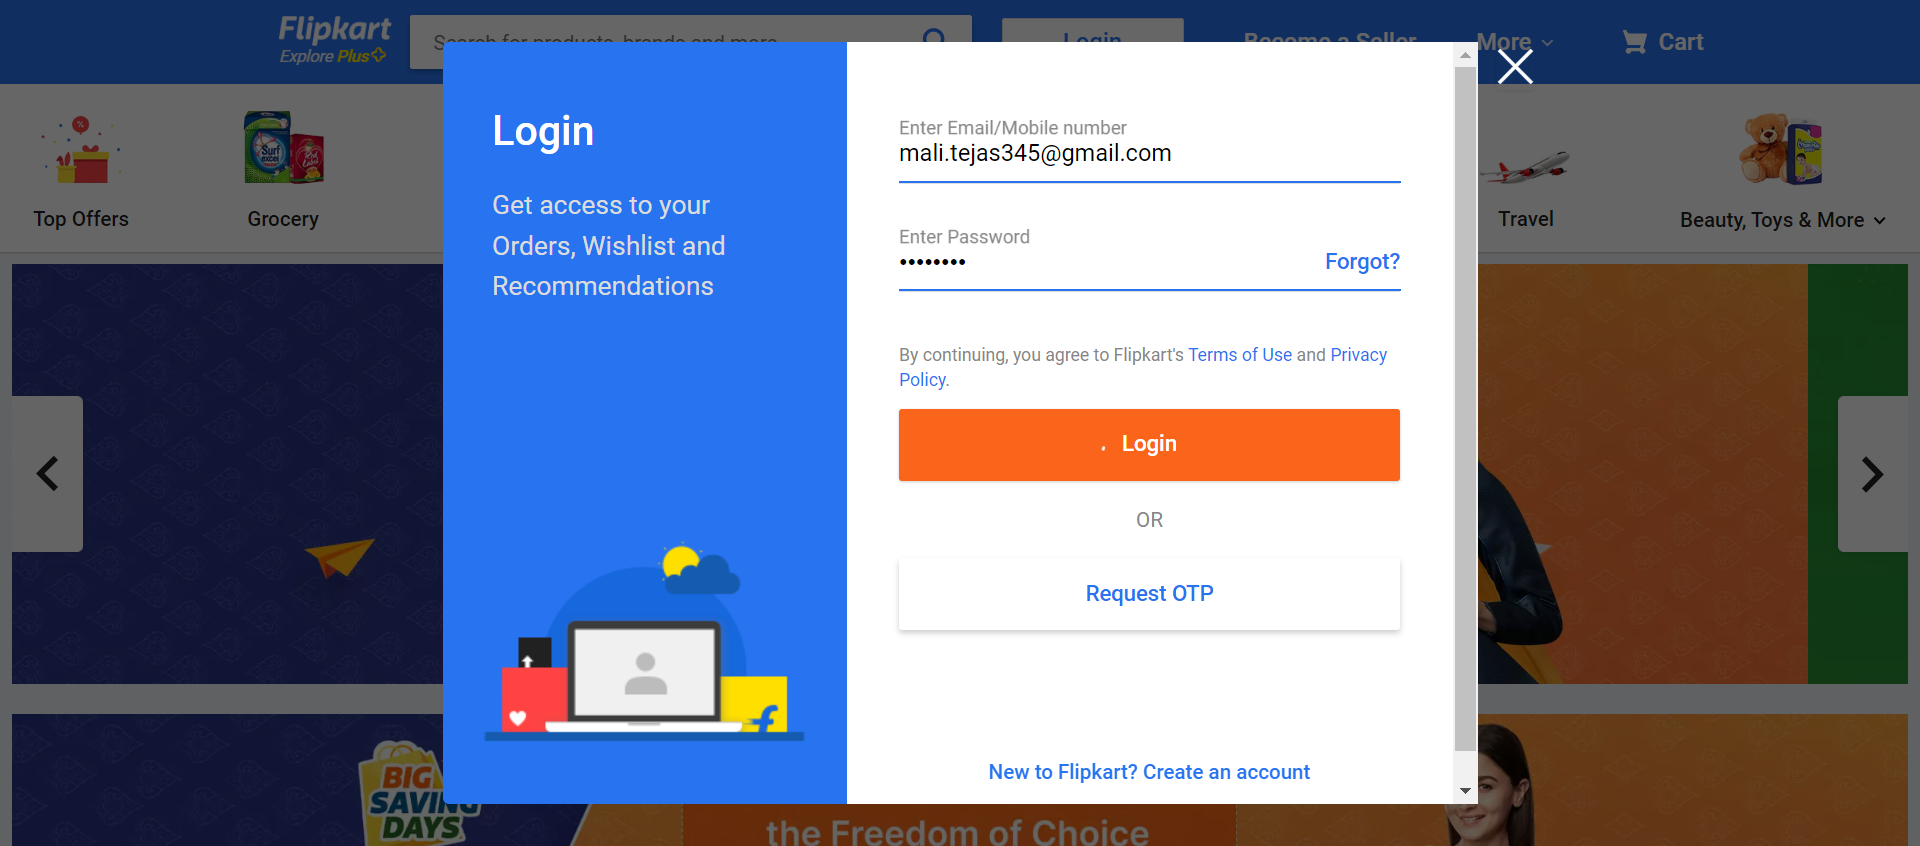 Flipkart
Explore Plus
Search for products, brands and more
Login
Become a Seller
More
Cart
Top Offers
Grocery
Travel
Beauty, Toys & More
Login
Get access to your
Orders, Wishlist and
Recommendations
Enter Email/Mobile number
mali.tejas345@gmail.com
Enter Password
Forgot?
By continuing, you agree to Flipkart's Terms of Use and Privacy
Policy.
Login
OR
Request OTP
New to Flipkart? Create an account
BIG
SAVING
DAYS
the Freedom of Choice